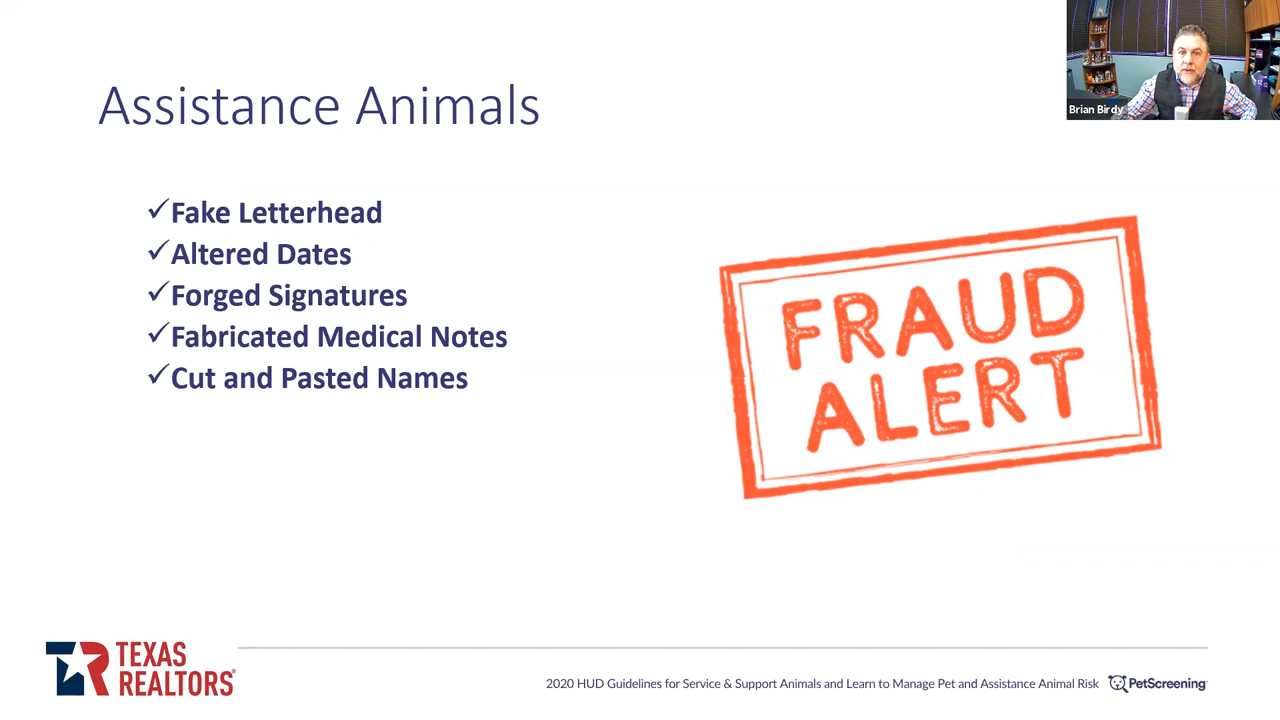 Brian Birdy
Assistance Animals
✓Fake Letterhead
✓Altered Dates
✓Forged Signatures
✓Fabricated Medical Notes
✓Cut and Pasted Names
FRAUD
ALERT
TEXAS
REALTORS®
2020 HUD Guidelines for Service & Support Animals and Learn to Manage Pet and Assistance Animal Risk
PetScreening